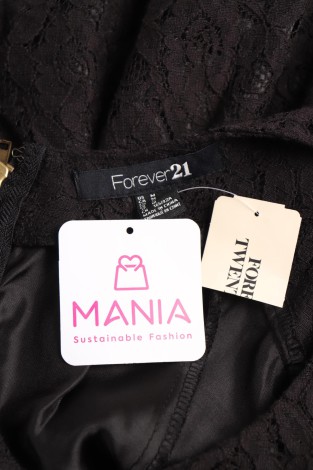 Forever21
MANIA
Sustainable Fashion
FORE
TWEN